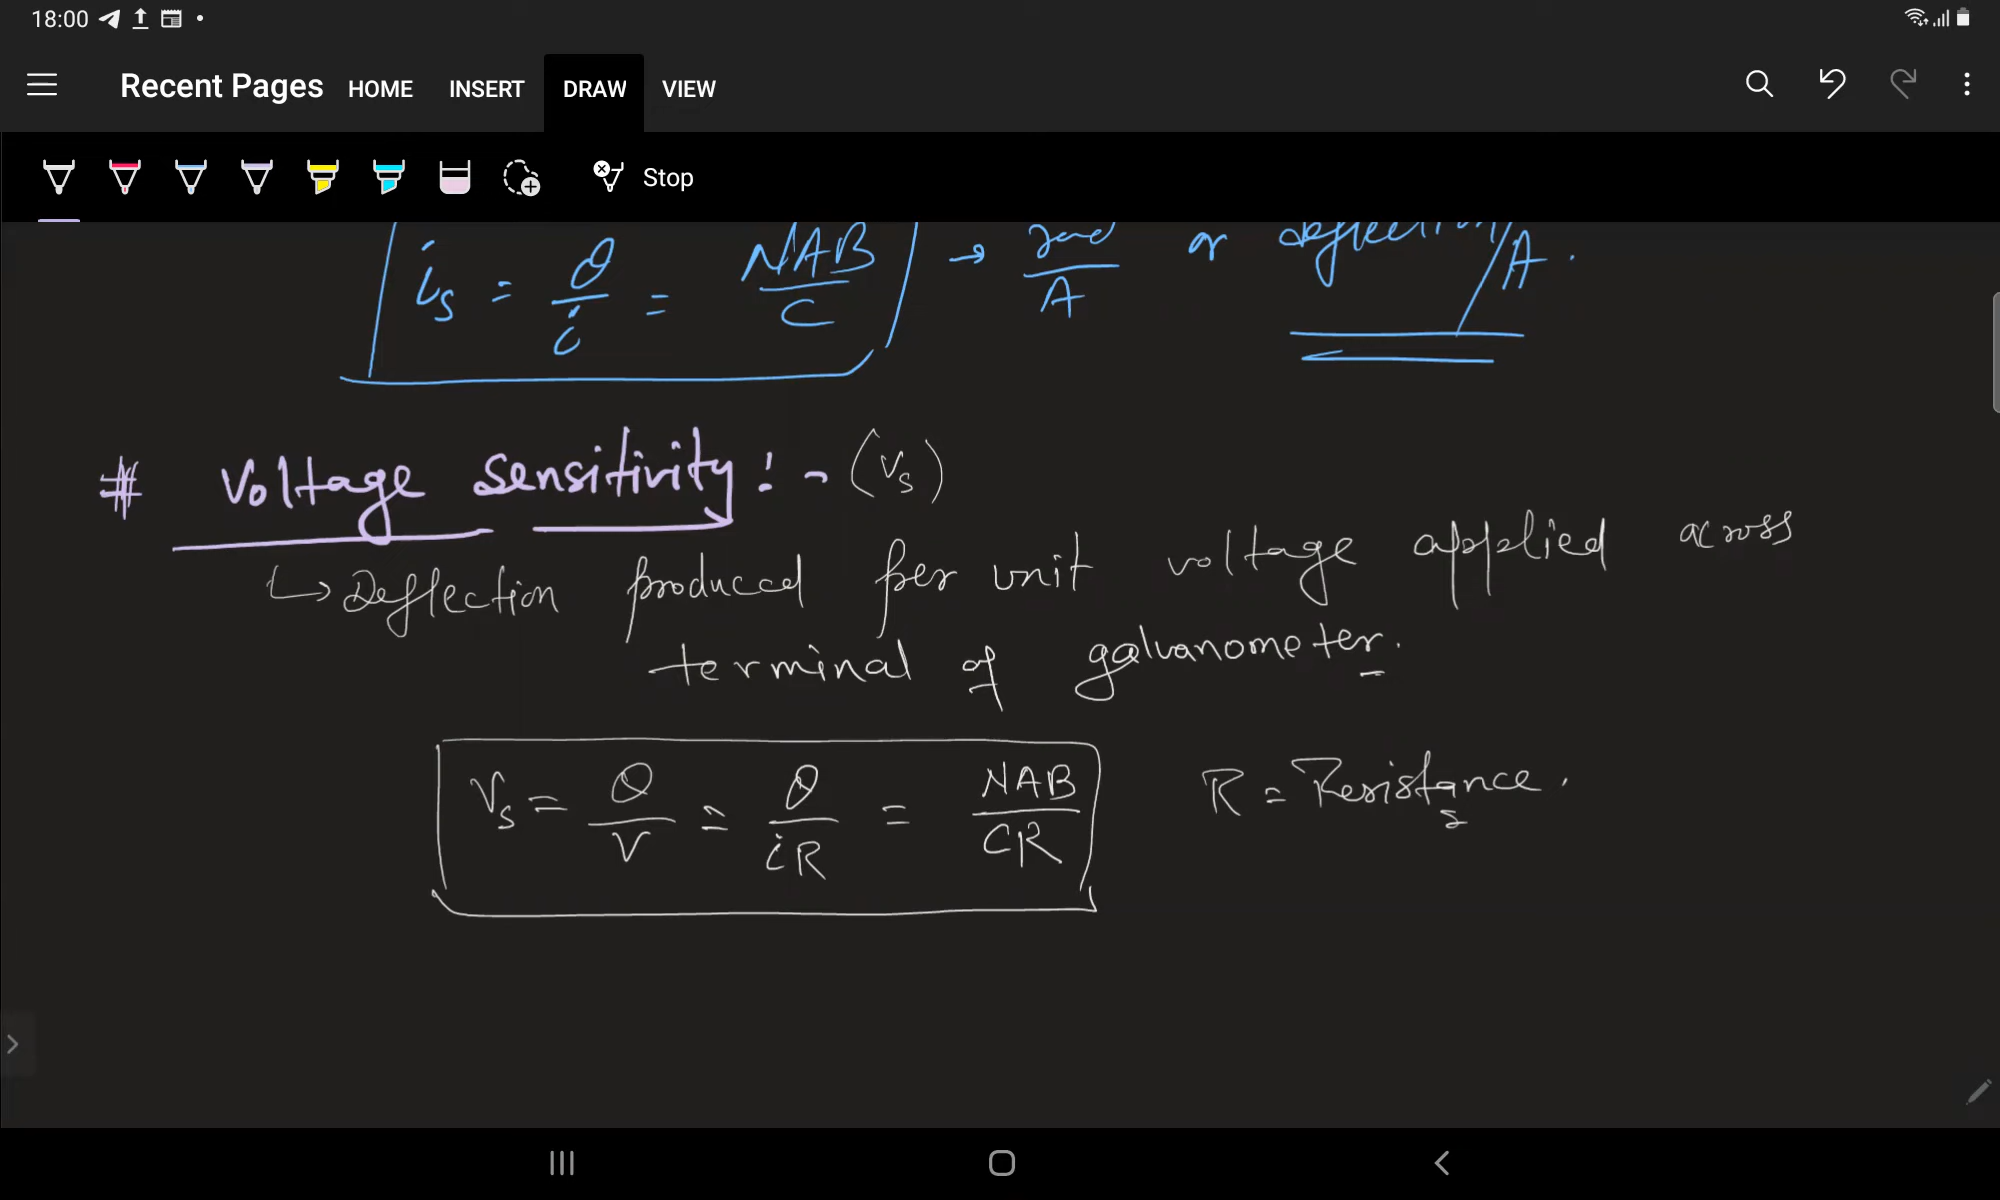 18:00
Recent Pages HOME INSERT DRAW VIEW
Stop
is = θ/i = NAB/C → rad/A or deflection/A.
# Voltage sensitivity :- (Vs)
↳ Deflection produced per unit voltage applied across
terminal of galvanometer.
Vs = θ/V = θ/iR = NAB/CR R = Resistance.